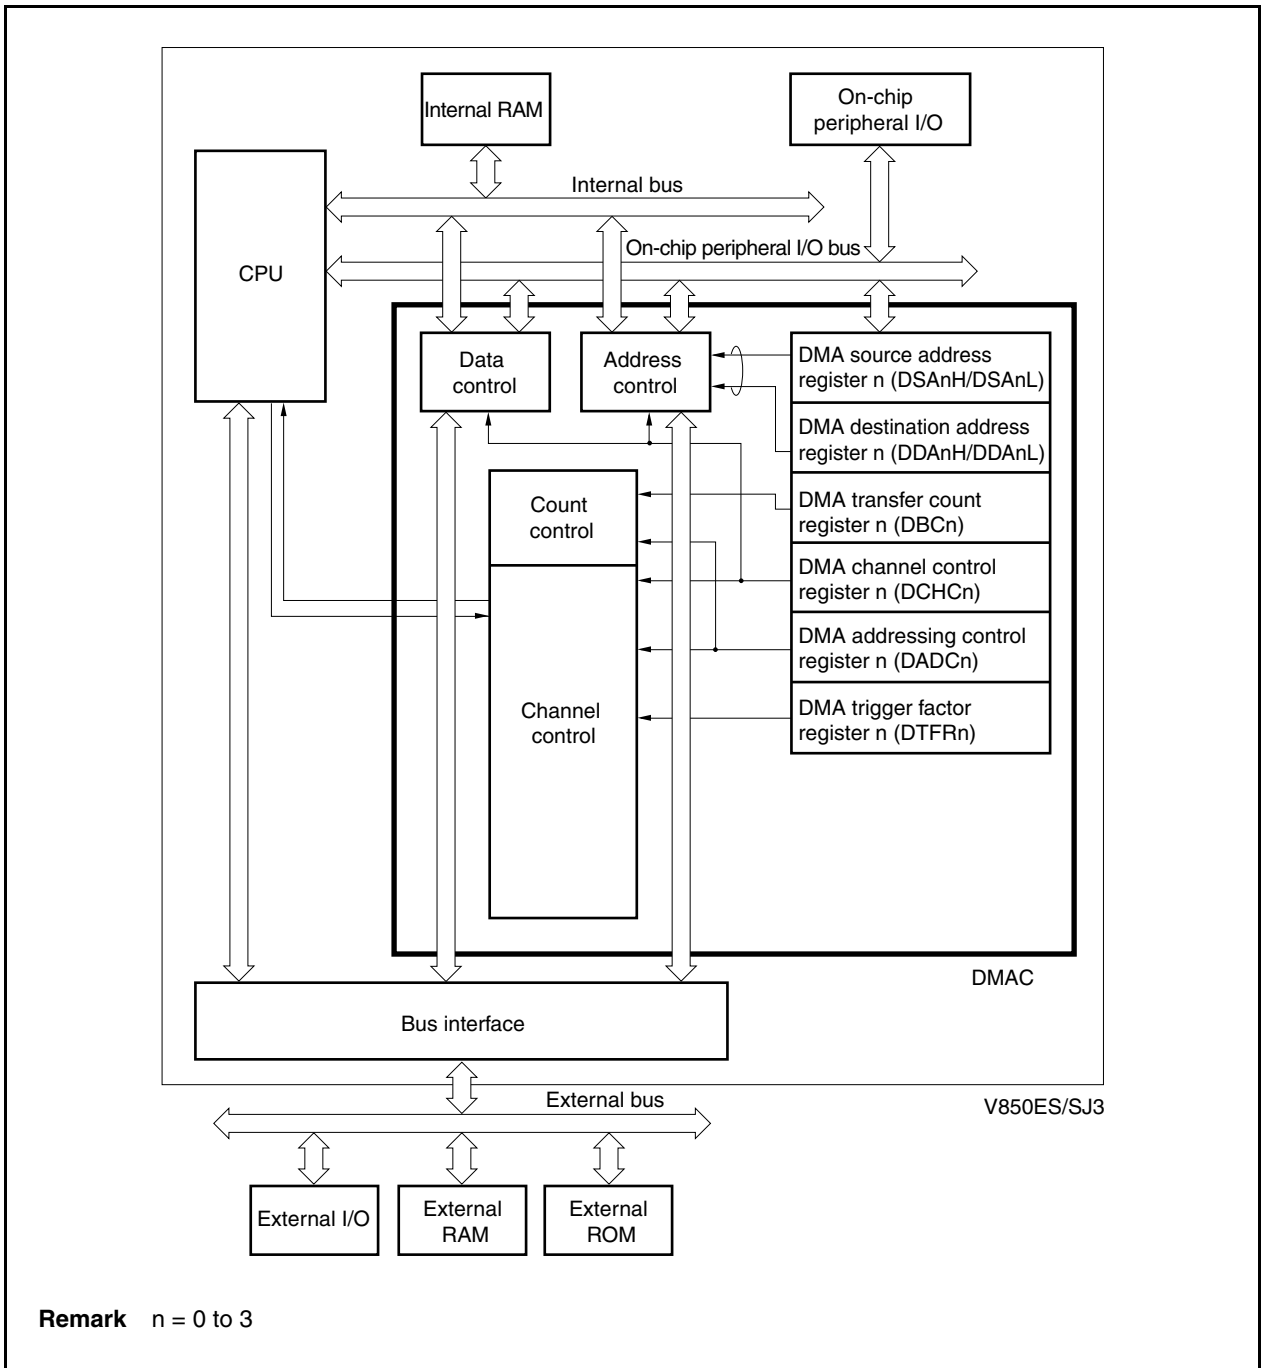 Internal RAM
On-chip
peripheral I/O
Internal bus
On-chip peripheral I/O bus
CPU
Data
control
Address
control
DMA source address
register n (DSAnH/DSAnL)
DMA destination address
register n (DDAnH/DDAnL)
Count
control
DMA transfer count
register n (DBCn)
DMA channel control
register n (DCHCn)
DMA addressing control
register n (DADCn)
Channel
control
DMA trigger factor
register n (DTFRn)
DMAC
Bus interface
External bus
V850ES/SJ3
External I/O
External
RAM
External
ROM
Remark n = 0 to 3